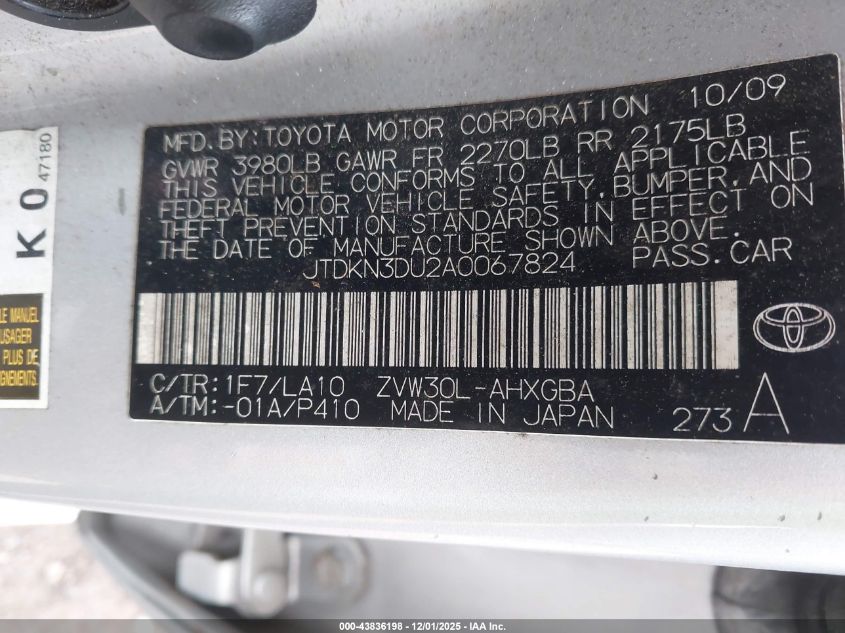 MFD. BY: TOYOTA MOTOR CORPORATION 10/09
GVWR 3980LB GAWR FR 2270LB RR 2175LB
THIS VEHICLE CONFORMS TO ALL APPLICABLE
FEDERAL MOTOR VEHICLE SAFETY, BUMPER, AND
THEFT PREVENTION STANDARDS IN EFFECT ON
THE DATE OF MANUFACTURE SHOWN ABOVE.
JTDKN3DU2A0067824 PASS. CAR
C/TR: 1F7/LA10 ZVW30L-AHXGBA
A/TM: -01A/P410 MADE IN JAPAN 273 A
K 0 47180
LE MANUEL
USAGER
PLUS DE
GNEMENTS.
000-43836198 - 12/01/2025 - IAA Inc.